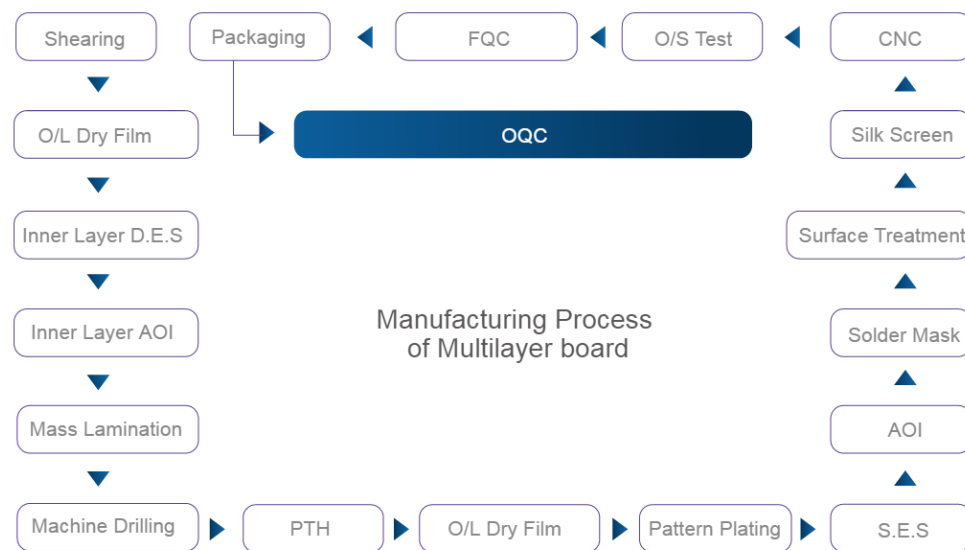 Shearing
Packaging
FQC
O/S Test
CNC
O/L Dry Film
OQC
Silk Screen
Inner Layer D.E.S
Surface Treatment
Inner Layer AOI
Manufacturing Process
of Multilayer board
Solder Mask
Mass Lamination
AOI
Machine Drilling
PTH
O/L Dry Film
Pattern Plating
S.E.S